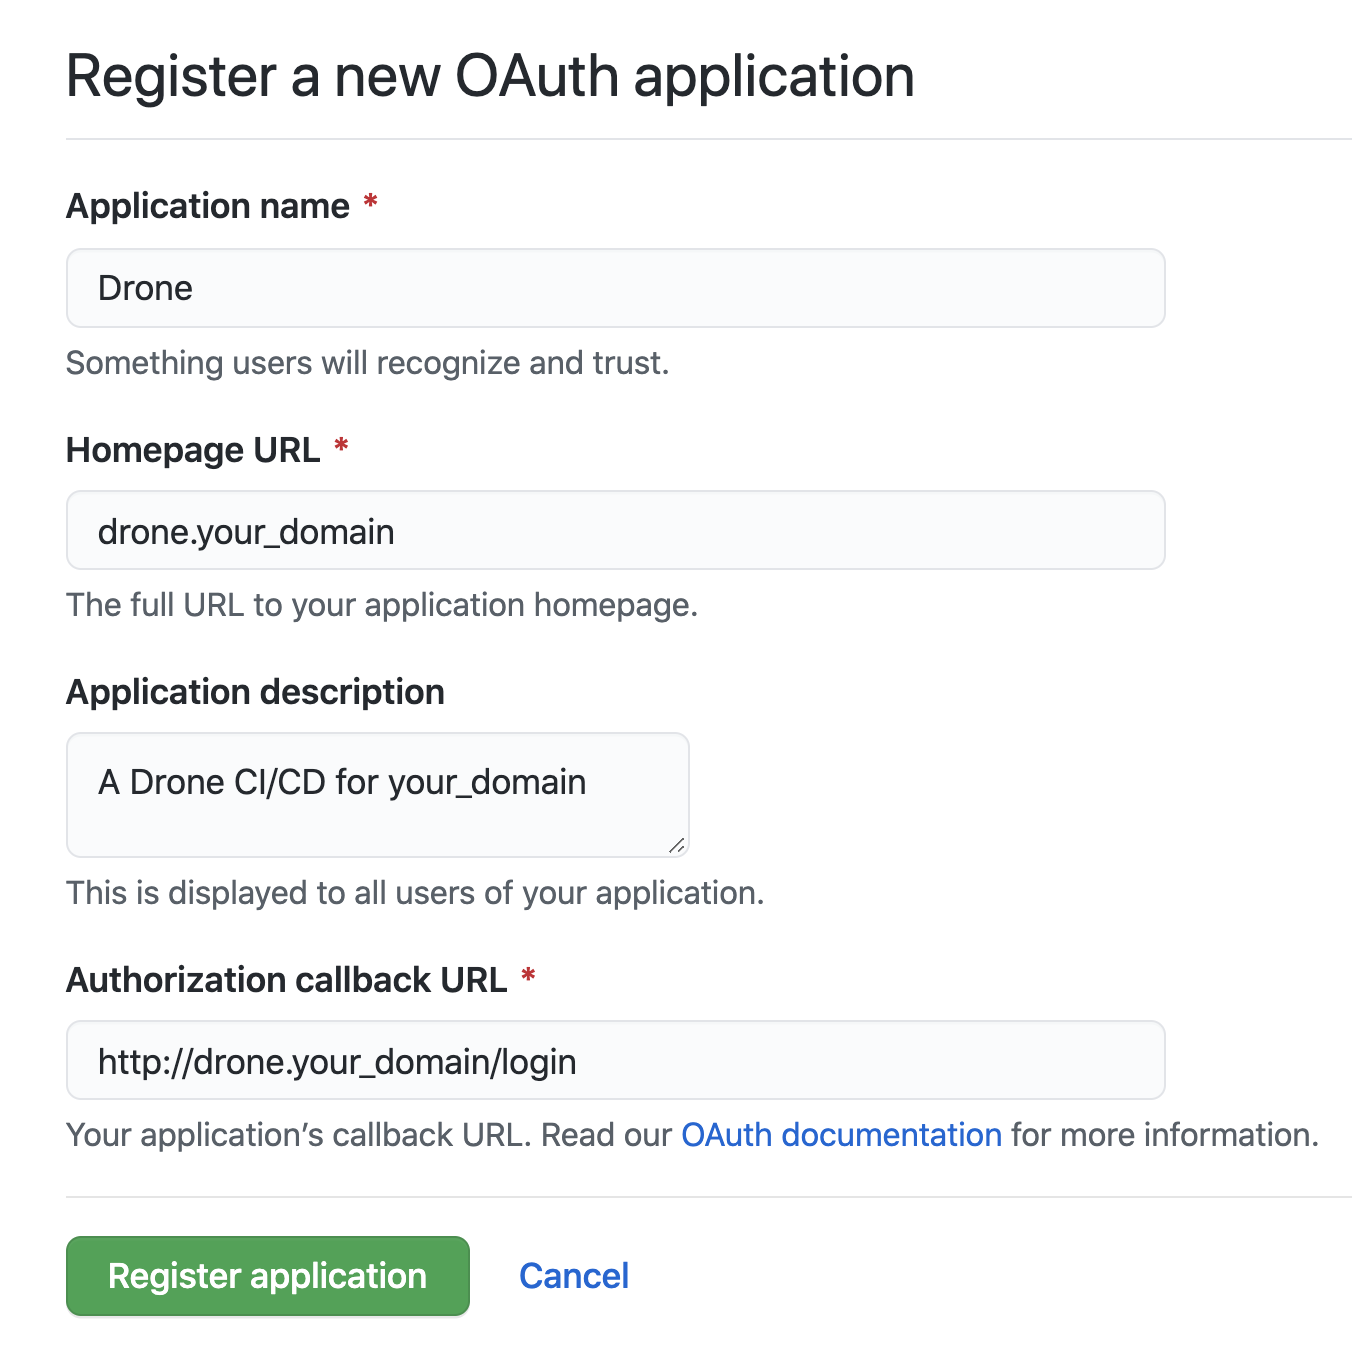 Register a new OAuth application
Application name *
Drone
Something users will recognize and trust.
Homepage URL *
drone.your_domain
The full URL to your application homepage.
Application description
A Drone CI/CD for your_domain
This is displayed to all users of your application.
Authorization callback URL *
http://drone.your_domain/login
Your application’s callback URL. Read our OAuth documentation for more information.
Register application Cancel